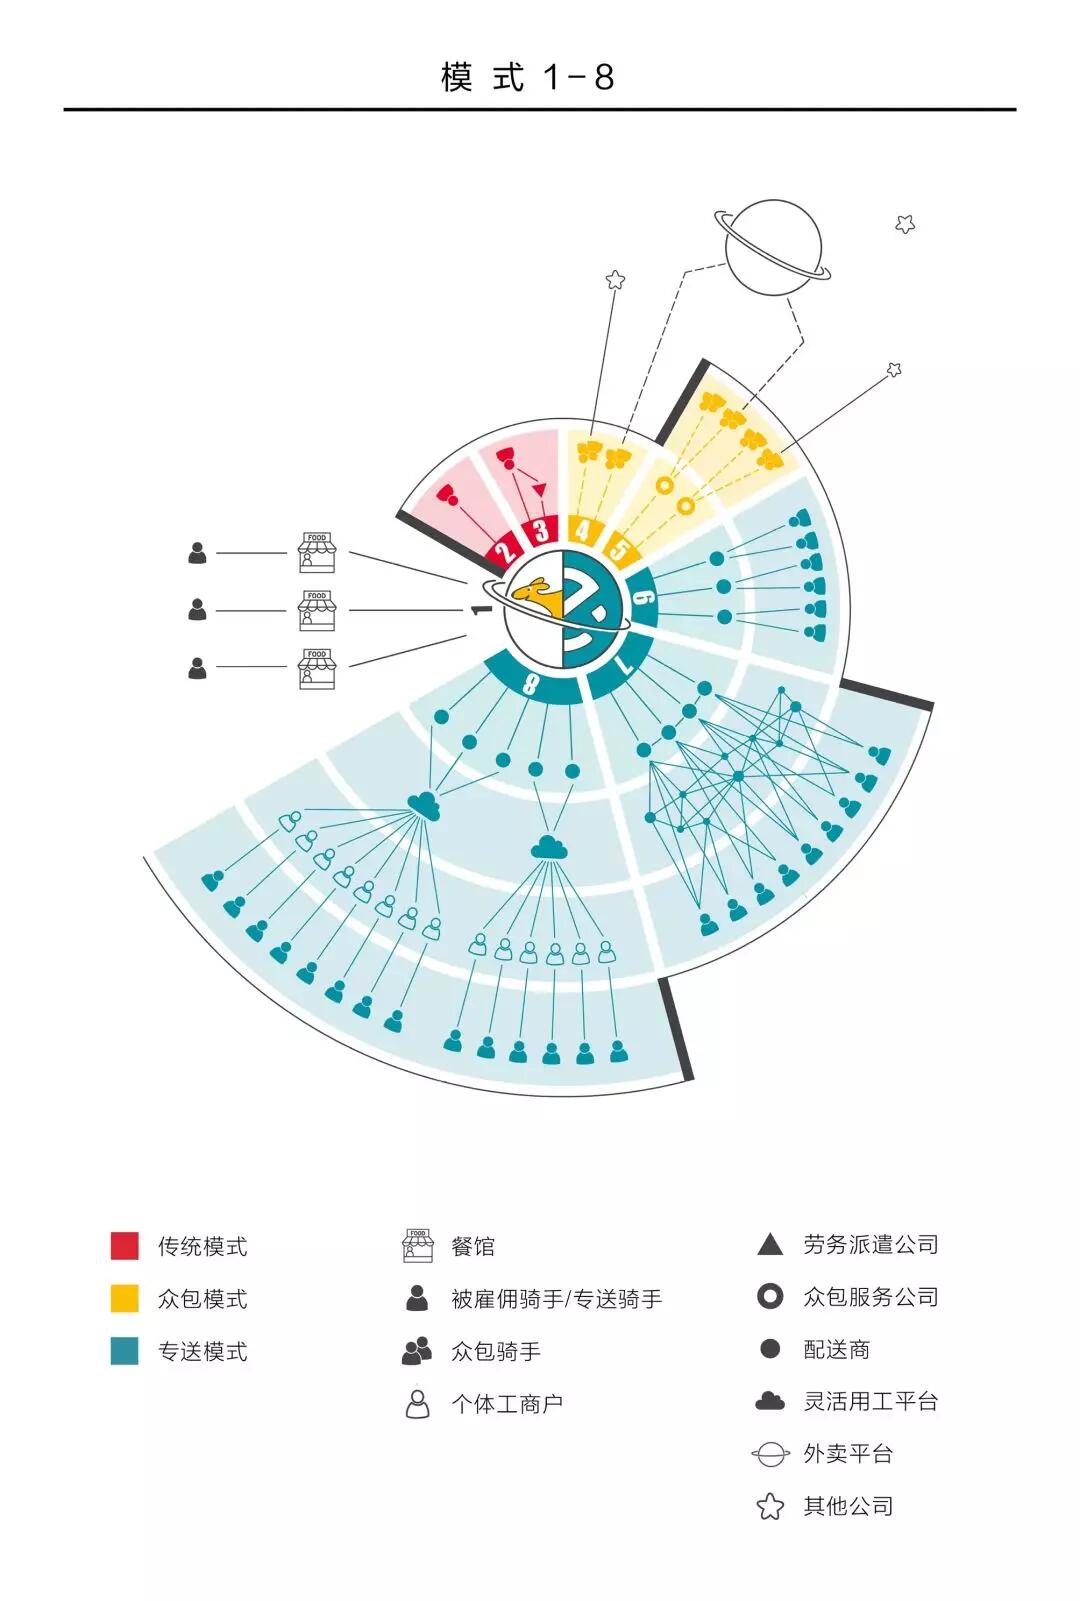 模式 1-8
FOOD
FOOD
FOOD
1
2
3
4
5
6
7
8
传统模式
众包模式
专送模式
FOOD
餐馆
被雇佣骑手/专送骑手
众包骑手
个体工商户
劳务派遣公司
众包服务公司
配送商
灵活用工平台
外卖平台
其他公司